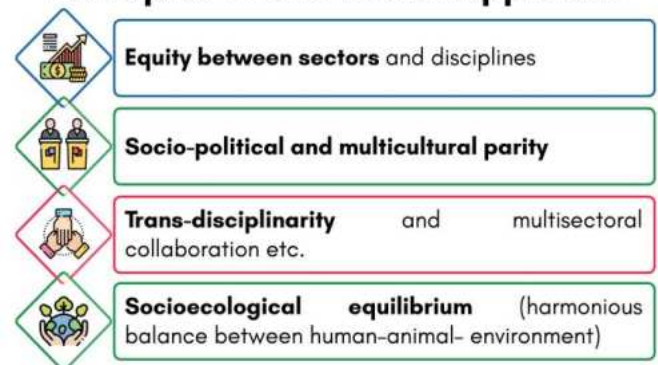 Equity between sectors and disciplines
Socio-political and multicultural parity
Trans-disciplinarity and multisectoral
collaboration etc.
Socioecological equilibrium (harmonious
balance between human-animal- environment)